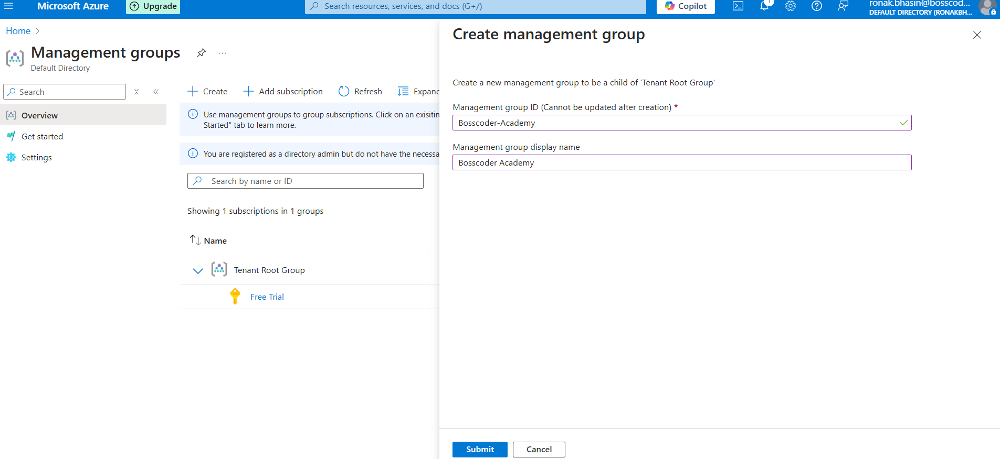 Microsoft Azure
Upgrade
Search resources, services, and docs (G+/)
Copilot
1
ronak.bhasin@bosscod...
DEFAULT DIRECTORY (RONAKBH...
Home
Management groups
...
Default Directory
Search
Overview
Get started
Settings
Create
Add subscription
Refresh
Expand
Use management groups to group subscriptions. Click on an exisitin
Started" tab to learn more.
You are registered as a directory admin but do not have the necessa
Search by name or ID
Showing 1 subscriptions in 1 groups
Name
Tenant Root Group
Free Trial
Create management group
Create a new management group to be a child of 'Tenant Root Group'
Management group ID (Cannot be updated after creation) *
Bosscoder-Academy
Management group display name
Bosscoder Academy
Submit
Cancel